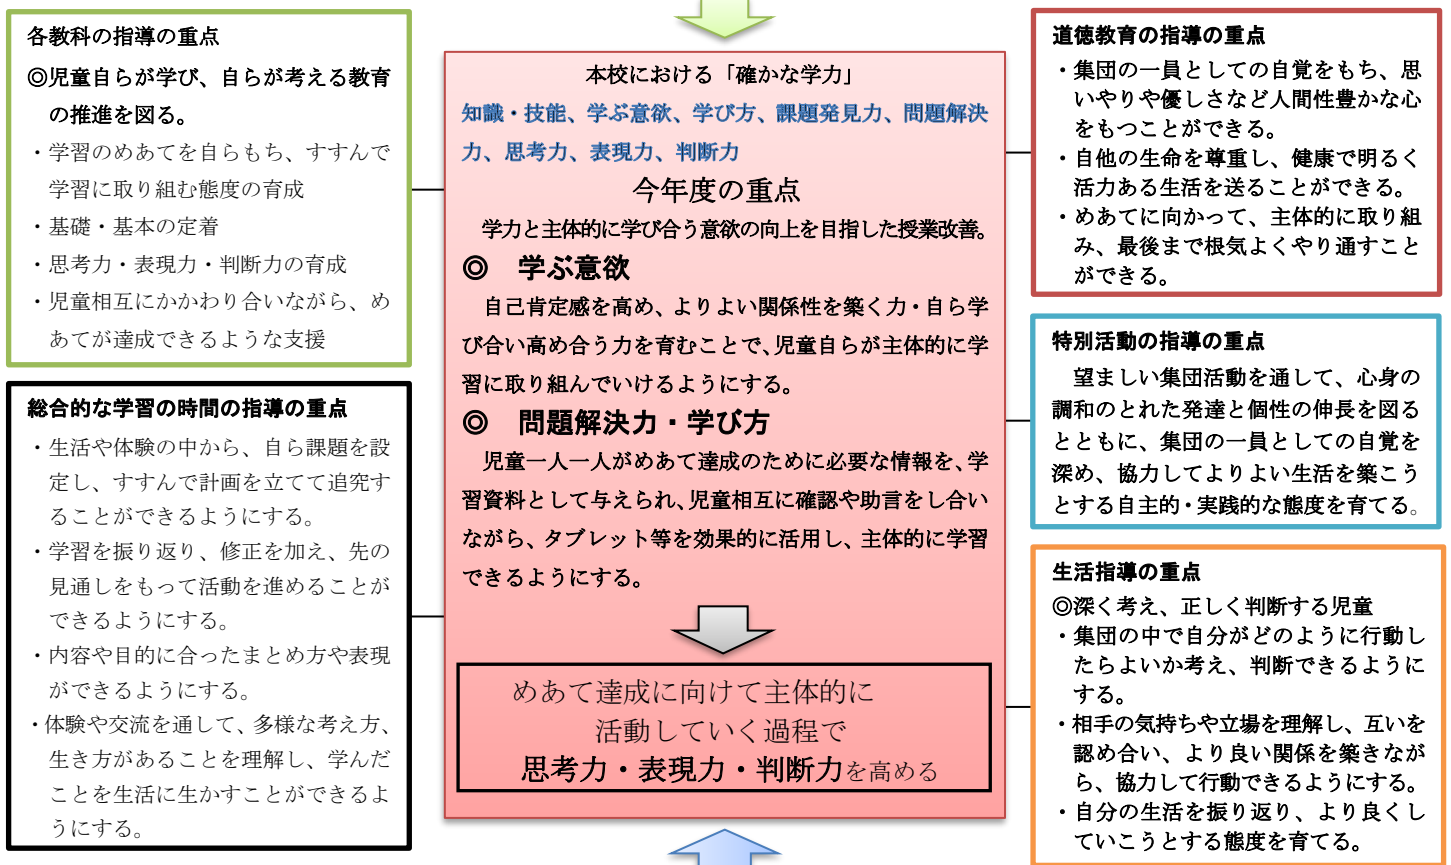 各教科の指導の重点
◎児童自らが学び、自らが考える教育
の推進を図る。
・学習のめあてを自らもち、すすんで
学習に取り組む態度の育成
・基礎・基本の定着
・思考力・表現力・判断力の育成
・児童相互にかかわり合いながら、め
あてが達成できるような支援
総合的な学習の時間の指導の重点
・生活や体験の中から、自ら課題を設
定し、すすんで計画を立てて追究す
ることができるようにする。
・学習を振り返り、修正を加え、先の
見通しをもって活動を進めることが
できるようにする。
・内容や目的に合ったまとめ方や表現
ができるようにする。
・体験や交流を通して、多様な考え方、
生き方があることを理解し、学んだ
ことを生活に生かすことができるよ
うにする。
本校における「確かな学力」
知識・技能、学ぶ意欲、学び方、課題発見力、問題解決
力、思考力、表現力、判断力
今年度の重点
学力と主体的に学び合う意欲の向上を目指した授業改善。
◎　学ぶ意欲
自己肯定感を高め、よりよい関係性を築く力・自ら学
び合い高め合う力を育むことで、児童自らが主体的に学
習に取り組んでいけるようにする。
◎　問題解決力・学び方
児童一人一人がめあて達成のために必要な情報を、学
習資料として与えられ、児童相互に確認や助言をし合い
ながら、タブレット等を効果的に活用し、主体的に学習
できるようにする。
めあて達成に向けて主体的に
活動していく過程で
思考力・表現力・判断力を高める
道徳教育の指導の重点
・集団の一員としての自覚をもち、思
いやりや優しさなど人間性豊かな心
をもつことができる。
・自他の生命を尊重し、健康で明るく
活力ある生活を送ることができる。
・めあてに向かって、主体的に取り組
み、最後まで根気よくやり通すこと
ができる。
特別活動の指導の重点
望ましい集団活動を通して、心身の
調和のとれた発達と個性の伸長を図る
とともに、集団の一員としての自覚を
深め、協力してよりよい生活を築こう
とする自主的・実践的な態度を育てる。
生活指導の重点
◎深く考え、正しく判断する児童
・集団の中で自分がどのように行動し
たらよいか考え、判断できるように
する。
・相手の気持ちや立場を理解し、互いを
認め合い、より良い関係を築きなが
ら、協力して行動できるようにする。
・自分の生活を振り返り、より良くし
ていこうとする態度を育てる。